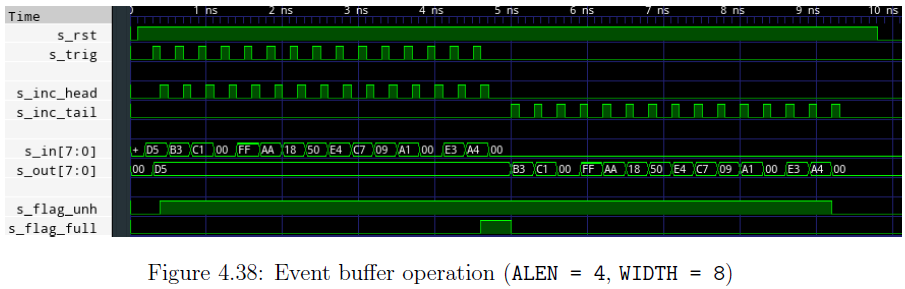 Time 0 1 ns 2 ns 3 ns 4 ns 5 ns 6 ns 7 ns 8 ns 9 ns 10 ns
s_rst
s_trig
s_inc_head
s_inc_tail
s_in[7:0] + D5 B3 C1 00 FF AA 18 50 E4 C7 09 A1 00 E3 A4 00
s_out[7:0] 00 D5 B3 C1 00 FF AA 18 50 E4 C7 09 A1 00 E3 A4 00
s_flag_unh
s_flag_full
Figure 4.38: Event buffer operation (ALEN = 4, WIDTH = 8)